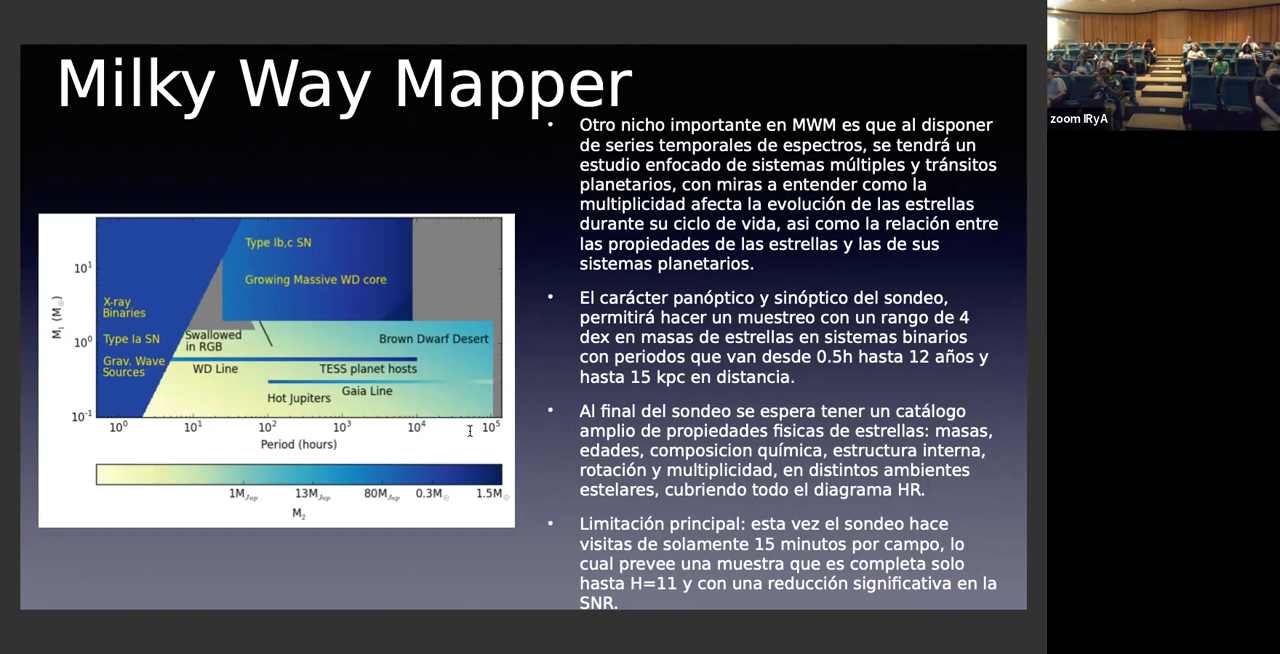 Milky Way Mapper
zoom IRyA
• Otro nicho importante en MWM es que al disponer
de series temporales de espectros, se tendrá un
estudio enfocado de sistemas múltiples y tránsitos
planetarios, con miras a entender como la
multiplicidad afecta la evolución de las estrellas
durante su ciclo de vida, asi como la relación entre
las propiedades de las estrellas y las de sus
sistemas planetarios.
• El carácter panóptico y sinóptico del sondeo,
permitirá hacer un muestreo con un rango de 4
dex en masas de estrellas en sistemas binarios
con periodos que van desde 0.5h hasta 12 años y
hasta 15 kpc en distancia.
• Al final del sondeo se espera tener un catálogo
amplio de propiedades fisicas de estrellas: masas,
edades, composicion química, estructura interna,
rotación y multiplicidad, en distintos ambientes
estelares, cubriendo todo el diagrama HR.
• Limitación principal: esta vez el sondeo hace
visitas de solamente 15 minutos por campo, lo
cual prevee una muestra que es completa solo
hasta H=11 y con una reducción significativa en la
SNR.
M₁ (M☉)
10¹
10⁰
10⁻¹
Type Ib,c SN
Growing Massive WD core
X-ray
Binaries
Type Ia SN
Grav. Wave
Sources
Swallowed
in RGB
Brown Dwarf Desert
WD Line
TESS planet hosts
Gaia Line
Hot Jupiters
10⁰ 10¹ 10² 10³ 10⁴ 10⁵
Period (hours)
1M_Jup 13M_Jup 80M_Jup 0.3M☉ 1.5M☉
M₂